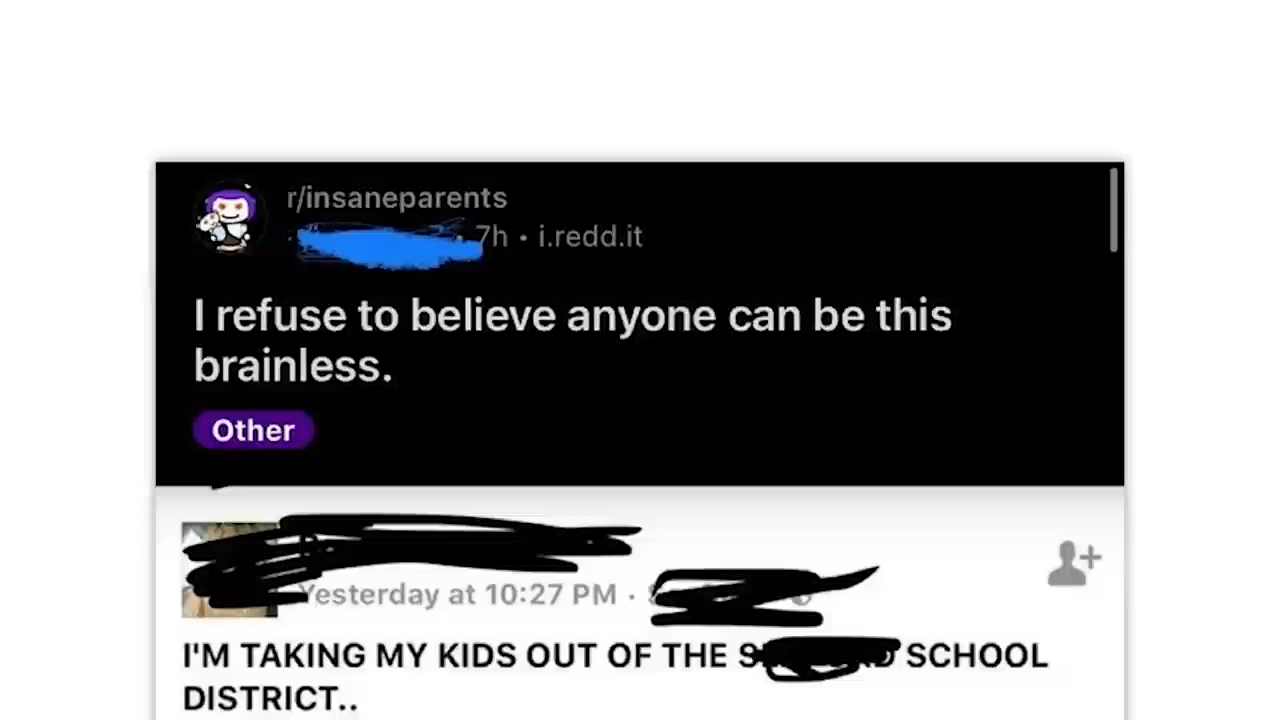 r/insaneparents
7h • i.redd.it
I refuse to believe anyone can be this
brainless.
Other
Yesterday at 10:27 PM ·
I'M TAKING MY KIDS OUT OF THE SCHOOL
DISTRICT..